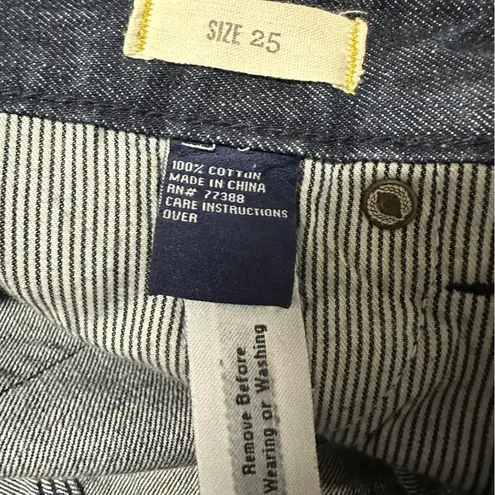 SIZE 25
100% COTTON
MADE IN CHINA
RN# 77388
CARE INSTRUCTIONS
OVER
Remove Before
Wearing or Washing